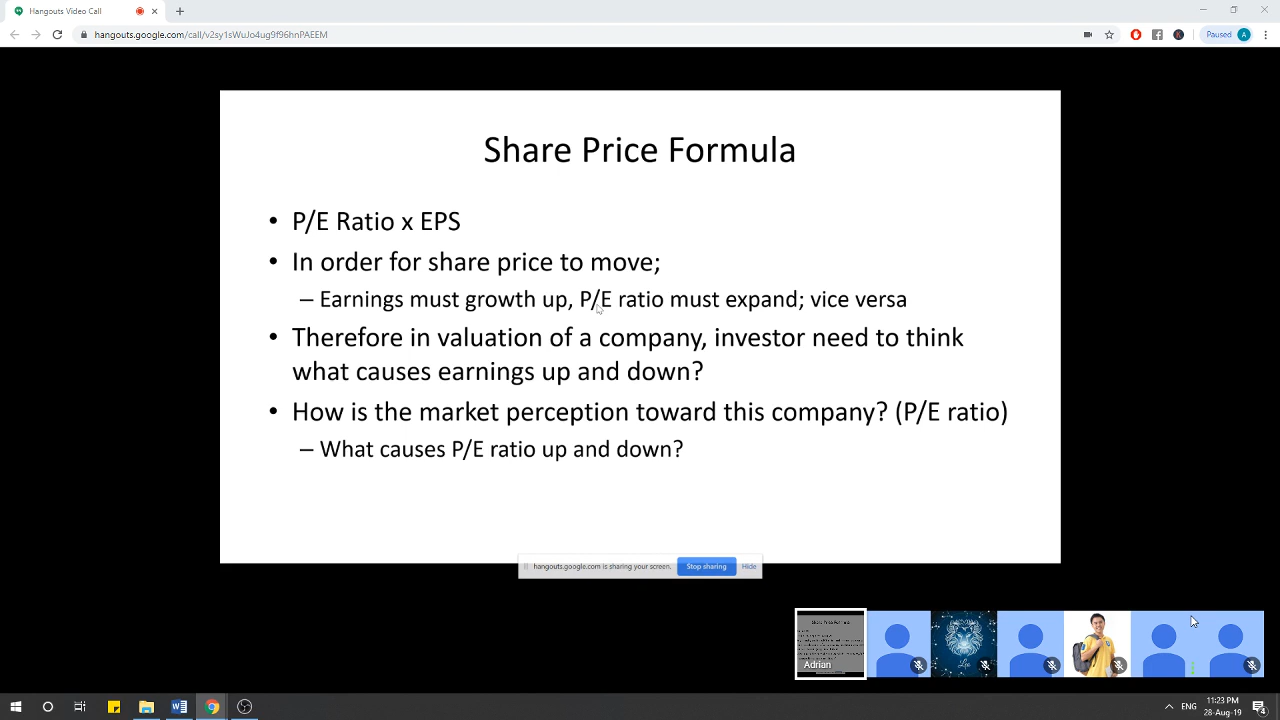 Hangouts Video Call
hangouts.google.com/call/v2sy1sWuJo4ug9f96hnPAEEM
Paused
A
Share Price Formula
• P/E Ratio x EPS
• In order for share price to move;
– Earnings must growth up, P/E ratio must expand; vice versa
• Therefore in valuation of a company, investor need to think
what causes earnings up and down?
• How is the market perception toward this company? (P/E ratio)
– What causes P/E ratio up and down?
hangouts.google.com is sharing your screen.
Stop sharing
Hide
Adrian
ENG
11:23 PM
28-Aug-19